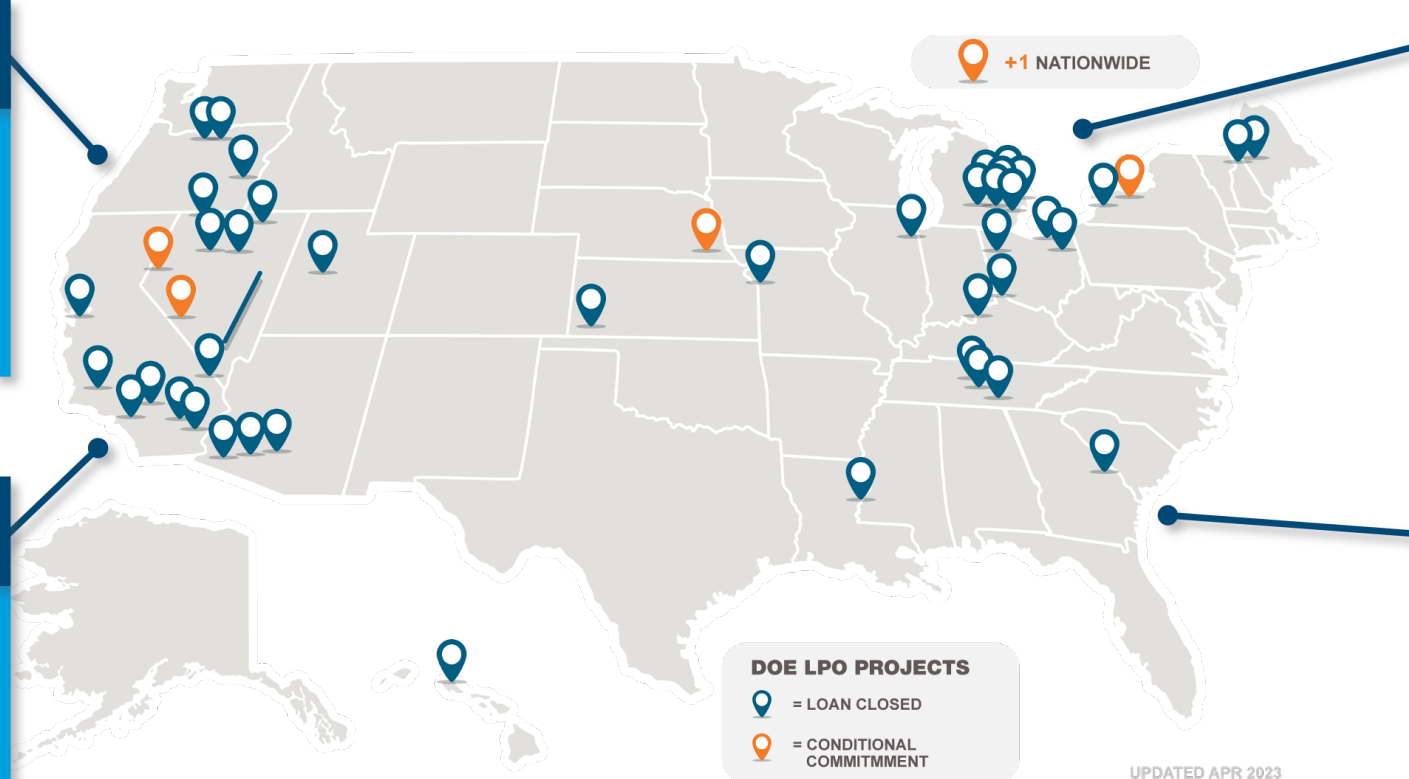 +1 NATIONWIDE
DOE LPO PROJECTS
= LOAN CLOSED
= CONDITIONAL
COMMITMMENT
UPDATED APR 2023